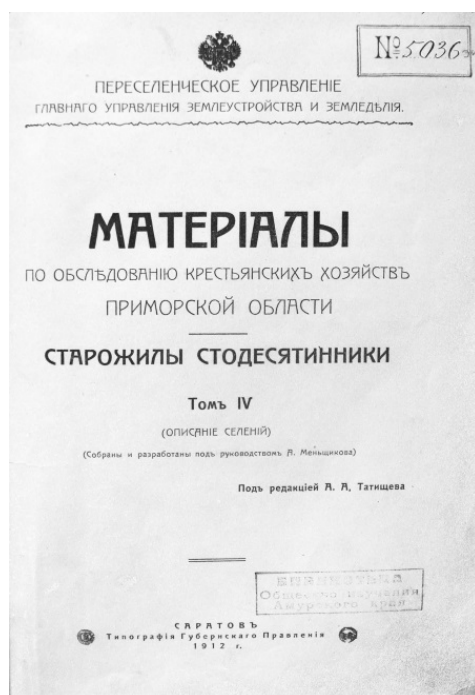 № 5036
ПЕРЕСЕЛЕНЧЕСКОЕ УПРАВЛЕНІЕ
ГЛАВНАГО УПРАВЛЕНІЯ ЗЕМЛЕУСТРОЙСТВА И ЗЕМЛЕДѢЛІЯ.
МАТЕРІАЛЫ
ПО ОБСЛѢДОВАНІЮ КРЕСТЬЯНСКИХЪ ХОЗЯЙСТВЪ
ПРИМОРСКОЙ ОБЛАСТИ
СТАРОЖИЛЫ СТОДЕСЯТИННИКИ
Томъ IV
(ОПИСАНІЕ СЕЛЕНІЙ)
(Собраны и разработаны подъ руководствомъ А. Меньщикова)
Подъ редакціей А. А. Татищева
БИБЛІОТЕКА
Общества изученія
Амурскаго края
САРАТОВЪ
Типографія Губернскаго Правленія
1912 г.